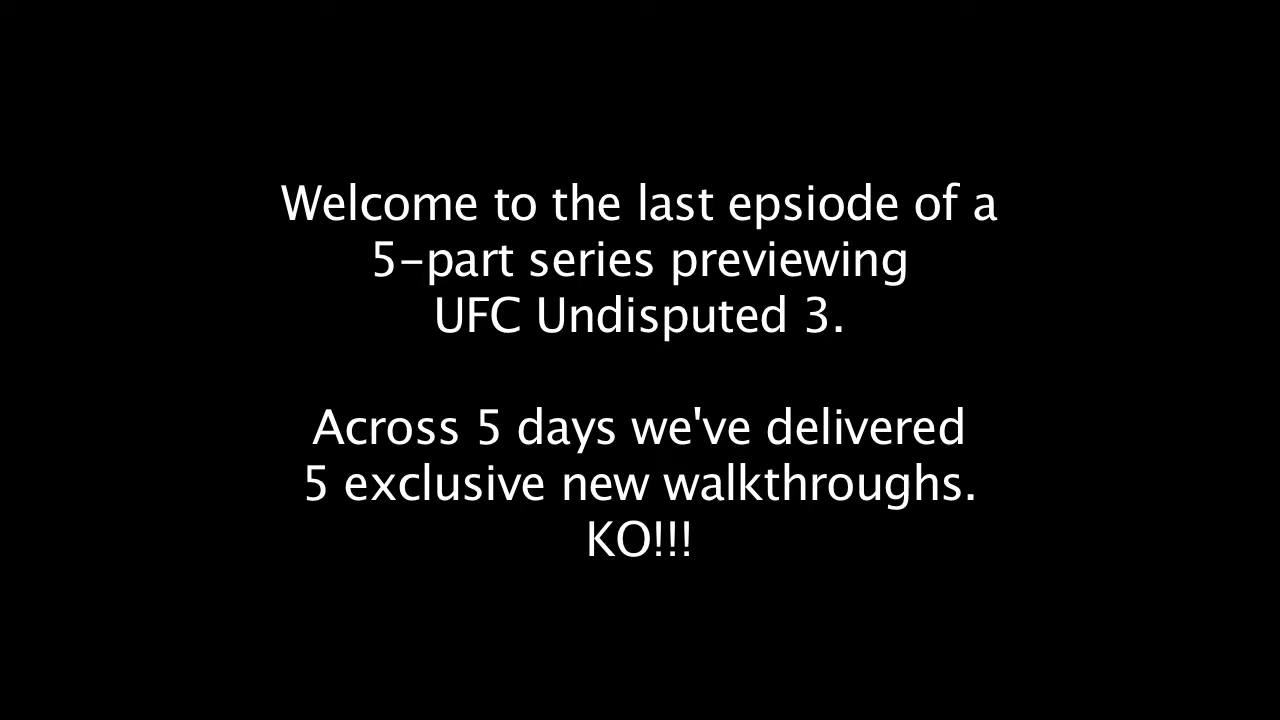 Welcome to the last epsiode of a
5-part series previewing
UFC Undisputed 3.
Across 5 days we've delivered
5 exclusive new walkthroughs.
KO!!!